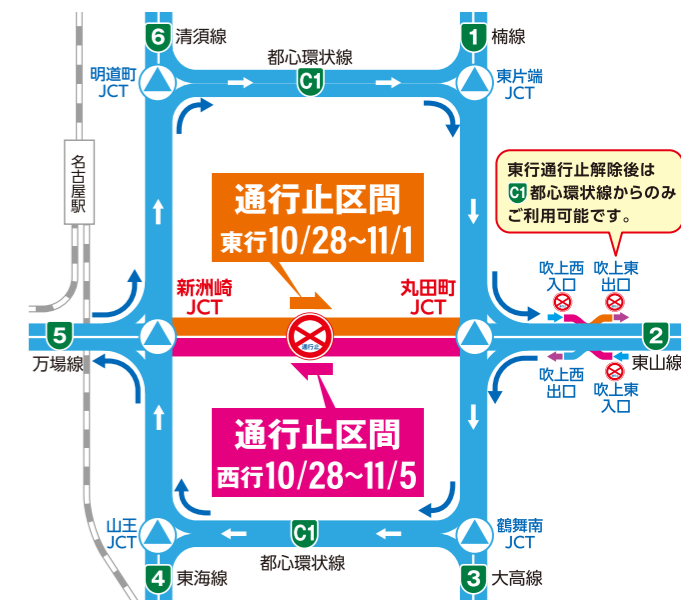 6 清須線
1 楠線
都心環状線
C1
明道町
JCT
東片端
JCT
名古屋駅
東行通行止解除後は
C1 都心環状線からのみ
ご利用可能です。
通行止区間
東行10/28~11/1
新洲崎
JCT
丸田町
JCT
吹上西
入口
吹上東
出口
5
万場線
通行止
2
東山線
吹上西
出口
吹上東
入口
通行止区間
西行10/28~11/5
山王
JCT
C1
都心環状線
鶴舞南
JCT
4 東海線
3 大高線